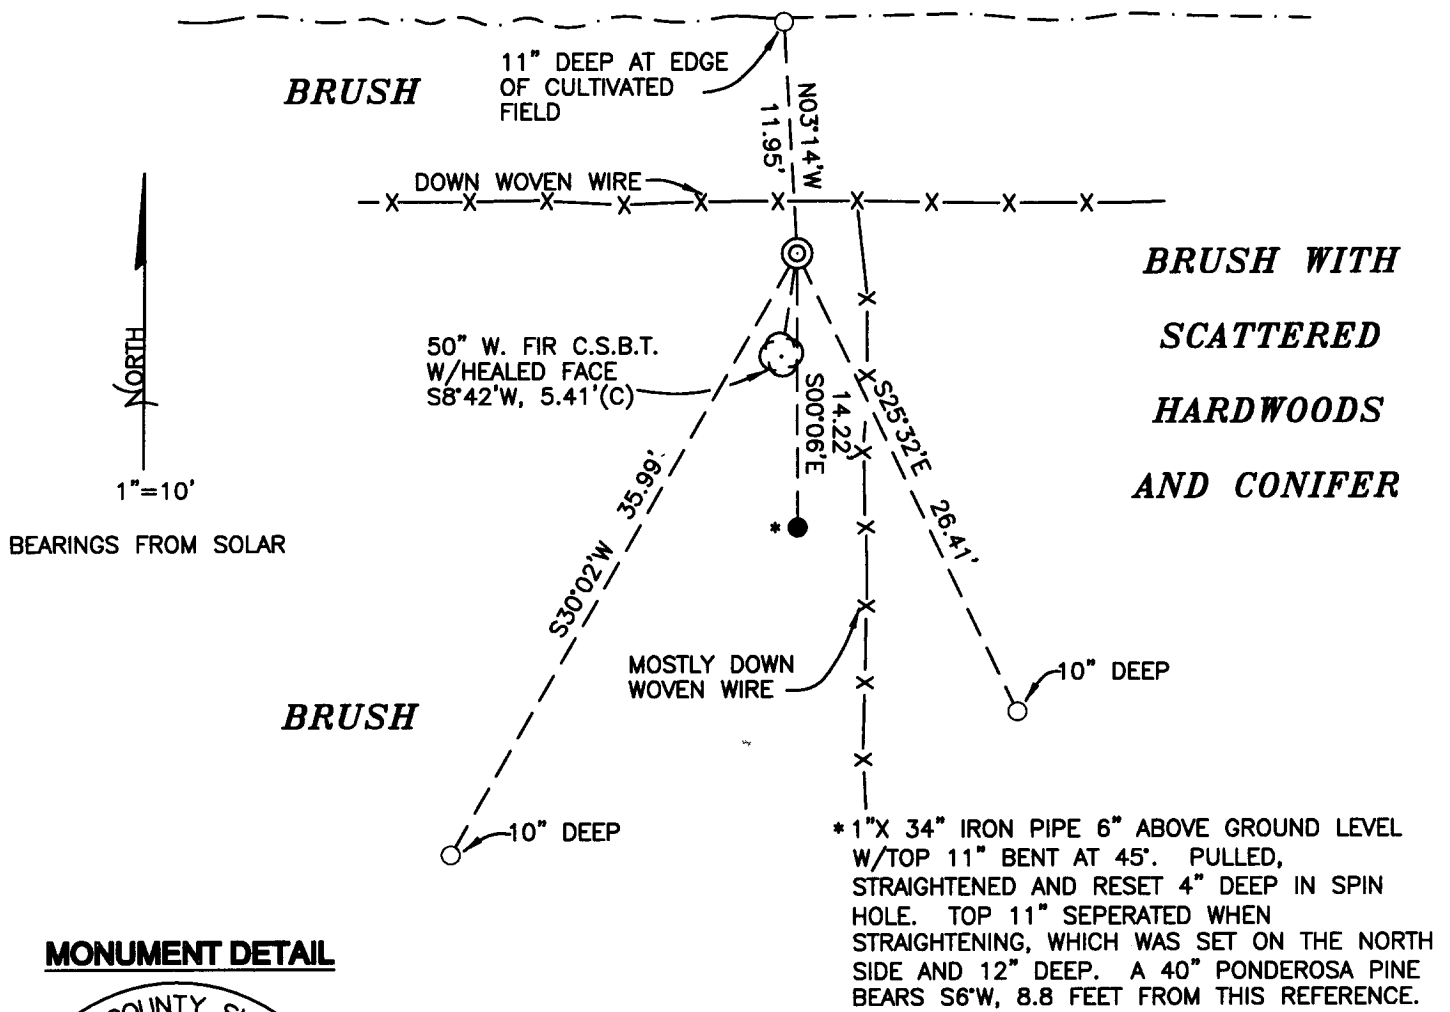 11" DEEP AT EDGE
OF CULTIVATED
FIELD
BRUSH
N03°14'W
11.95'
DOWN WOVEN WIRE
BRUSH WITH
SCATTERED
HARDWOODS
AND CONIFER
NORTH
1"=10'
BEARINGS FROM SOLAR
50" W. FIR C.S.B.T.
W/HEALED FACE
S8°42'W, 5.41'(C)
S00°06'E
14.22'
S25°32'E 26.41'
S30°02'W 35.99'
*
MOSTLY DOWN
WOVEN WIRE
10" DEEP
BRUSH
10" DEEP
* 1"X 34" IRON PIPE 6" ABOVE GROUND LEVEL
W/TOP 11" BENT AT 45°. PULLED,
STRAIGHTENED AND RESET 4" DEEP IN SPIN
HOLE. TOP 11" SEPERATED WHEN
STRAIGHTENING, WHICH WAS SET ON THE NORTH
SIDE AND 12" DEEP. A 40" PONDEROSA PINE
BEARS S6°W, 8.8 FEET FROM THIS REFERENCE.
MONUMENT DETAIL
COUNTY